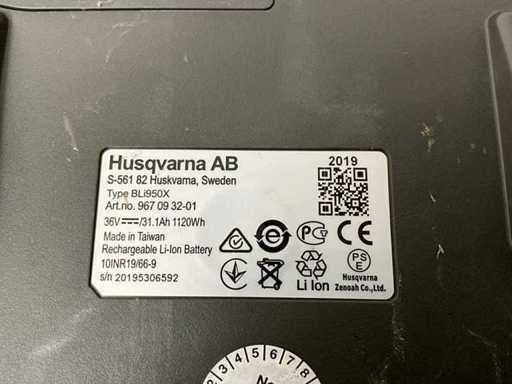 Husqvarna AB
2019
S-561 82 Huskvarna, Sweden
Type BLi950X
Art.no. 967 09 32-01
36V⎓/31.1Ah 1120Wh
Made in Taiwan
Rechargeable Li-Ion Battery
10INR19/66-9
s/n 20195306592
Li Ion
PS
E
Husqvarna
Zenoah Co.,Ltd.
2 3 4 5 6 7 8